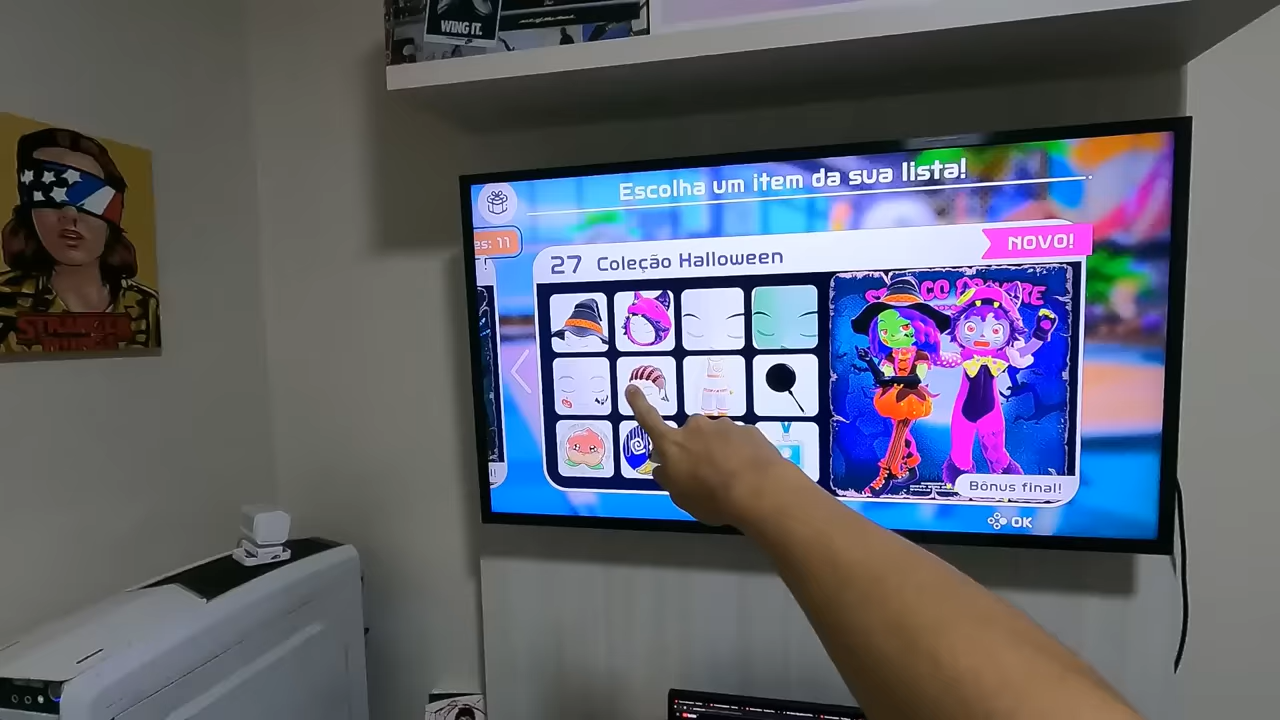 WING IT.
Escolha um item da sua lista!
es: 11
NOVO!
27 Coleção Halloween
Bônus final!
OK